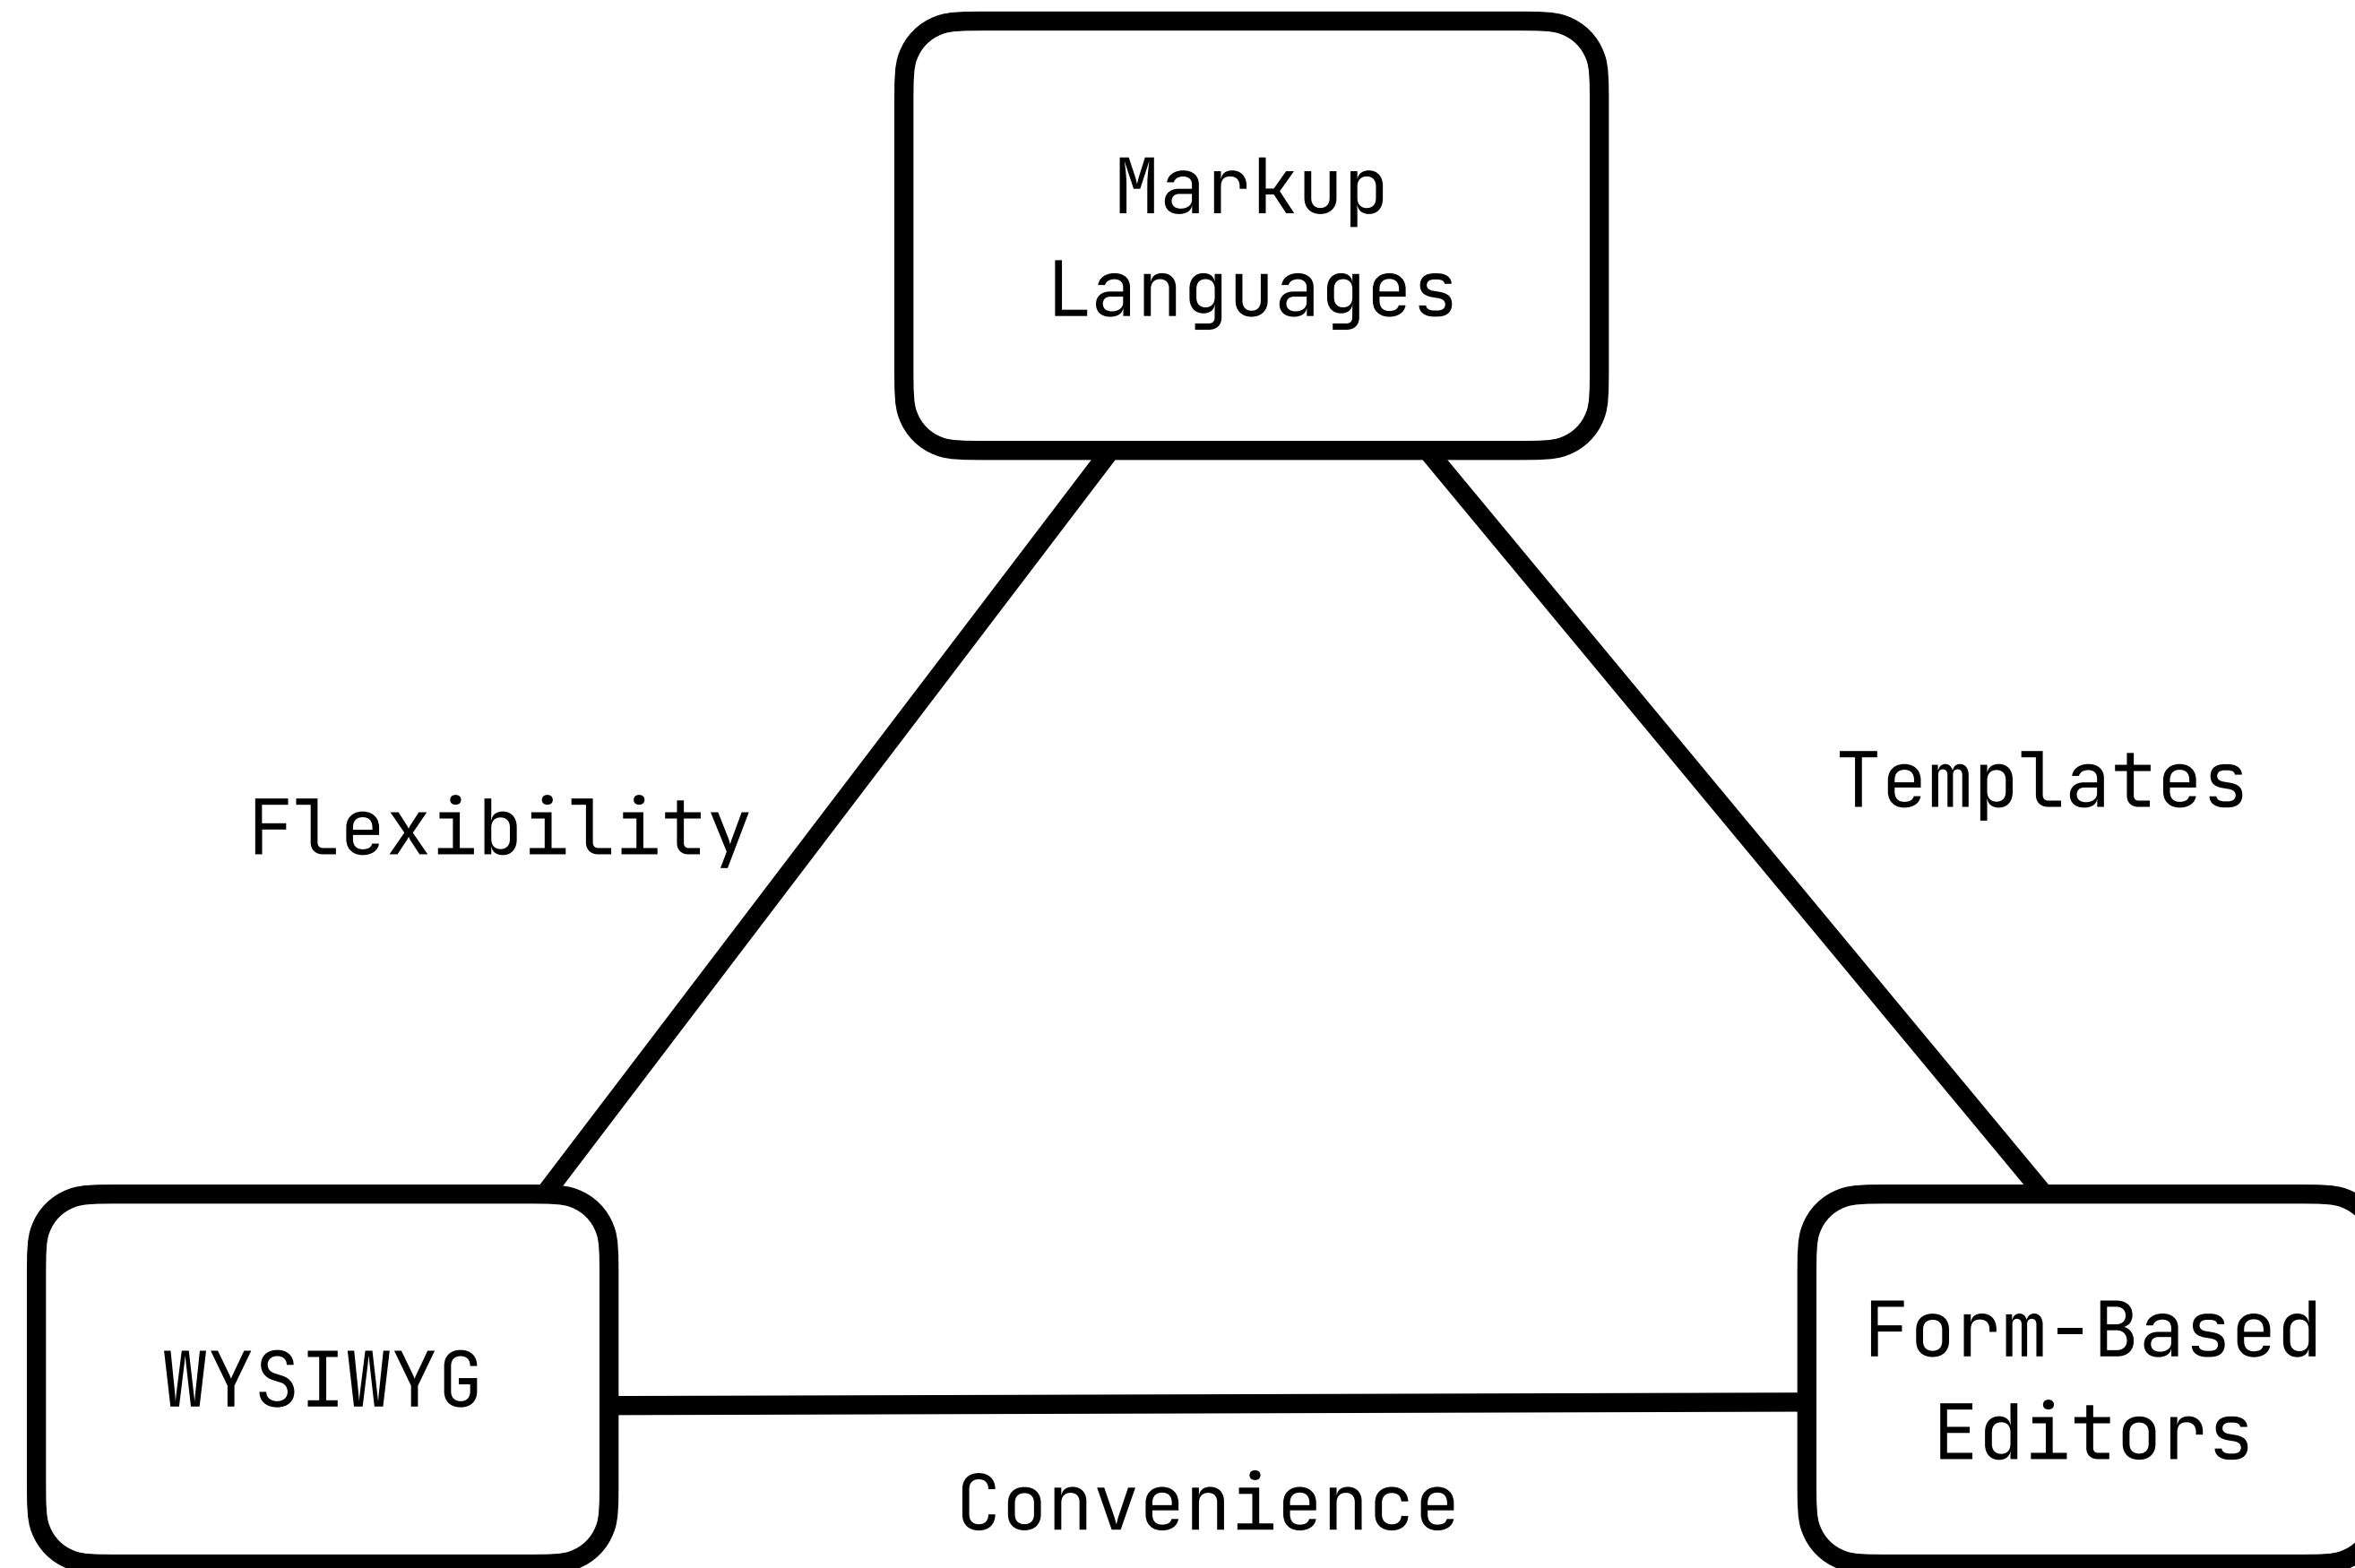 Markup
Languages
Templates
Flexibility
Form-Based
WYSIWYG
Editors
Convenience